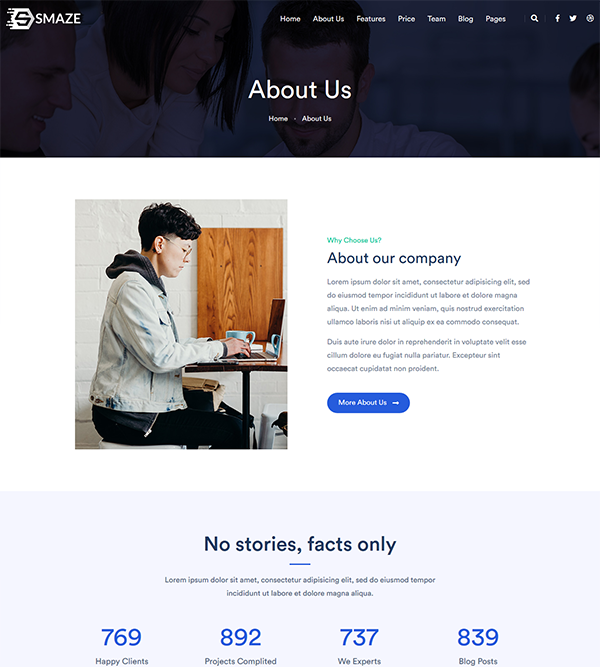 SMAZE
Home About Us Features Price Team Blog Pages
About Us
Home - About Us
Why Choose Us?
About our company
Lorem ipsum dolor sit amet, consectetur adipisicing elit, sed
do eiusmod tempor incididunt ut labore et dolore magna
aliqua. Ut enim ad minim veniam, quis nostrud exercitation
ullamco laboris nisi ut aliquip ex ea commodo consequat.
Duis aute irure dolor in reprehenderit in voluptate velit esse
cillum dolore eu fugiat nulla pariatur. Excepteur sint
occaecat cupidatat non proident.
More About Us
No stories, facts only
Lorem ipsum dolor sit amet, consectetur adipisicing elit, sed do eiusmod tempor
incididunt ut labore et dolore magna aliqua.
769 892 737 839
Happy Clients Projects Complited We Experts Blog Posts